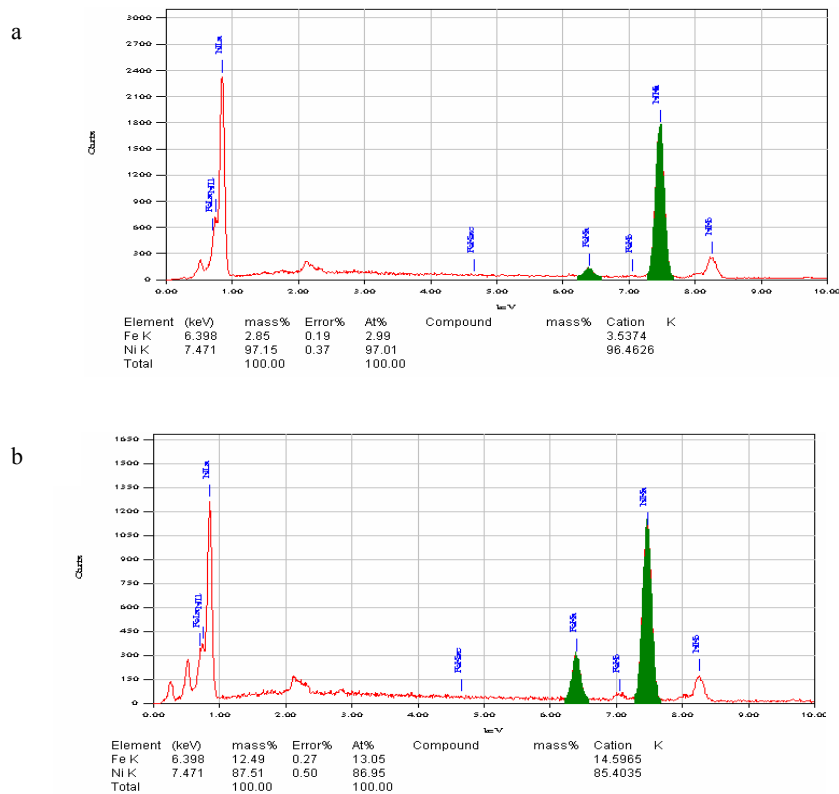 a
3000
2700
2400
2100
1800
1500
1200
900
600
300
0
Counts
NiLa
FeLa NiLl
FeKesc
FeKa
FeKb
NiKa
NiKb
0.00 1.00 2.00 3.00 4.00 5.00 6.00 7.00 8.00 9.00 10.00
keV
Element (keV) mass% Error% At% Compound mass% Cation K
Fe K 6.398 2.85 0.19 2.99 3.5374
Ni K 7.471 97.15 0.37 97.01 96.4626
Total 100.00 100.00
b
1650
1500
1350
1200
1050
900
750
600
450
300
150
0
Counts
NiLa
FeLa NiLl
FeKesc
FeKa
FeKb
NiKa
NiKb
0.00 1.00 2.00 3.00 4.00 5.00 6.00 7.00 8.00 9.00 10.00
keV
Element (keV) mass% Error% At% Compound mass% Cation K
Fe K 6.398 12.49 0.27 13.05 14.5965
Ni K 7.471 87.51 0.50 86.95 85.4035
Total 100.00 100.00